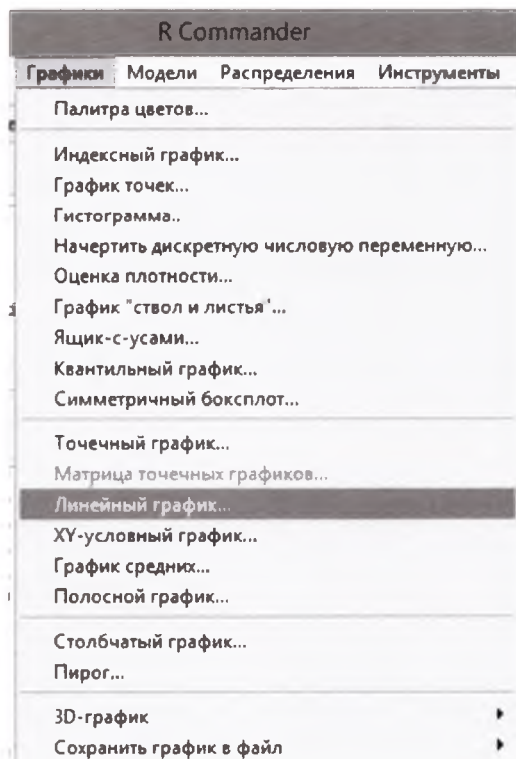 R Commander
Графики Модели Распределения Инструменты
Палитра цветов...
Индексный график...
График точек...
Гистограмма..
Начертить дискретную числовую переменную...
Оценка плотности...
График "ствол и листья"...
Ящик-с-усами...
Квантильный график...
Симметричный боксплот...
Точечный график...
Матрица точечных графиков...
Линейный график...
XY-условный график...
График средних...
Полосной график...
Столбчатый график...
Пирог...
3D-график
Сохранить график в файл